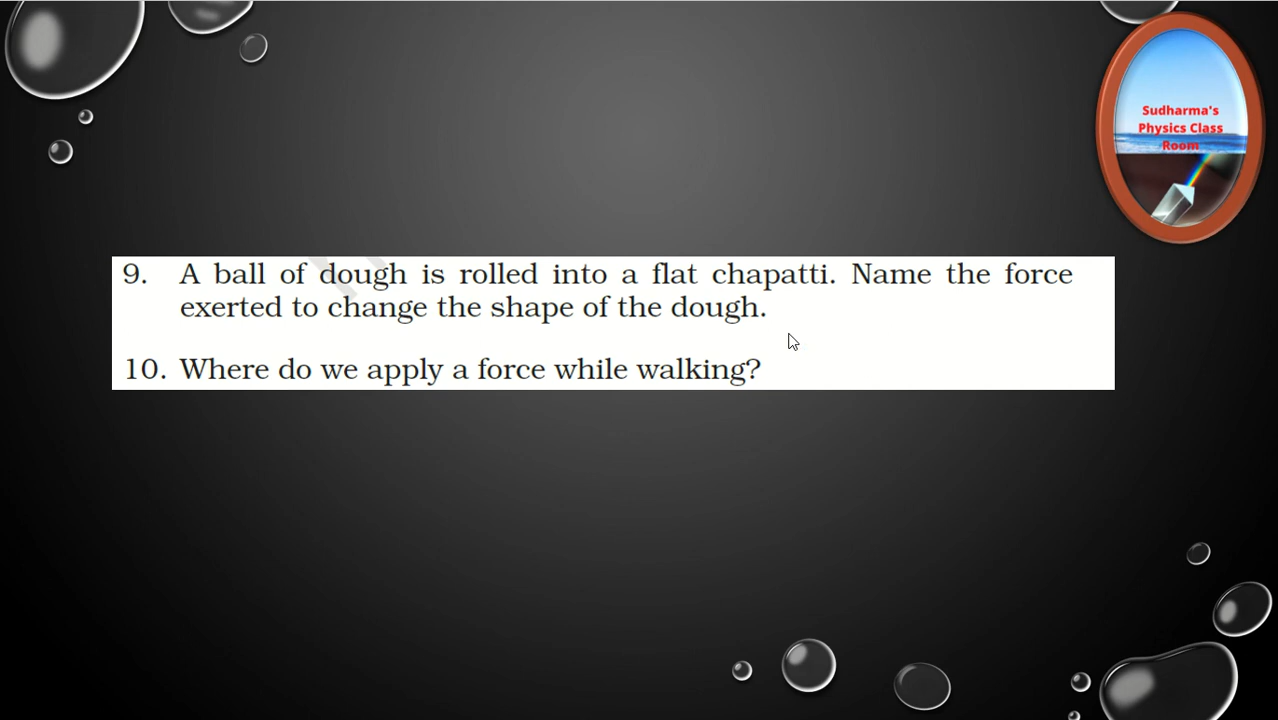 Sudharma's
Physics Class
Room
9. A ball of dough is rolled into a flat chapatti. Name the force
exerted to change the shape of the dough.
10. Where do we apply a force while walking?